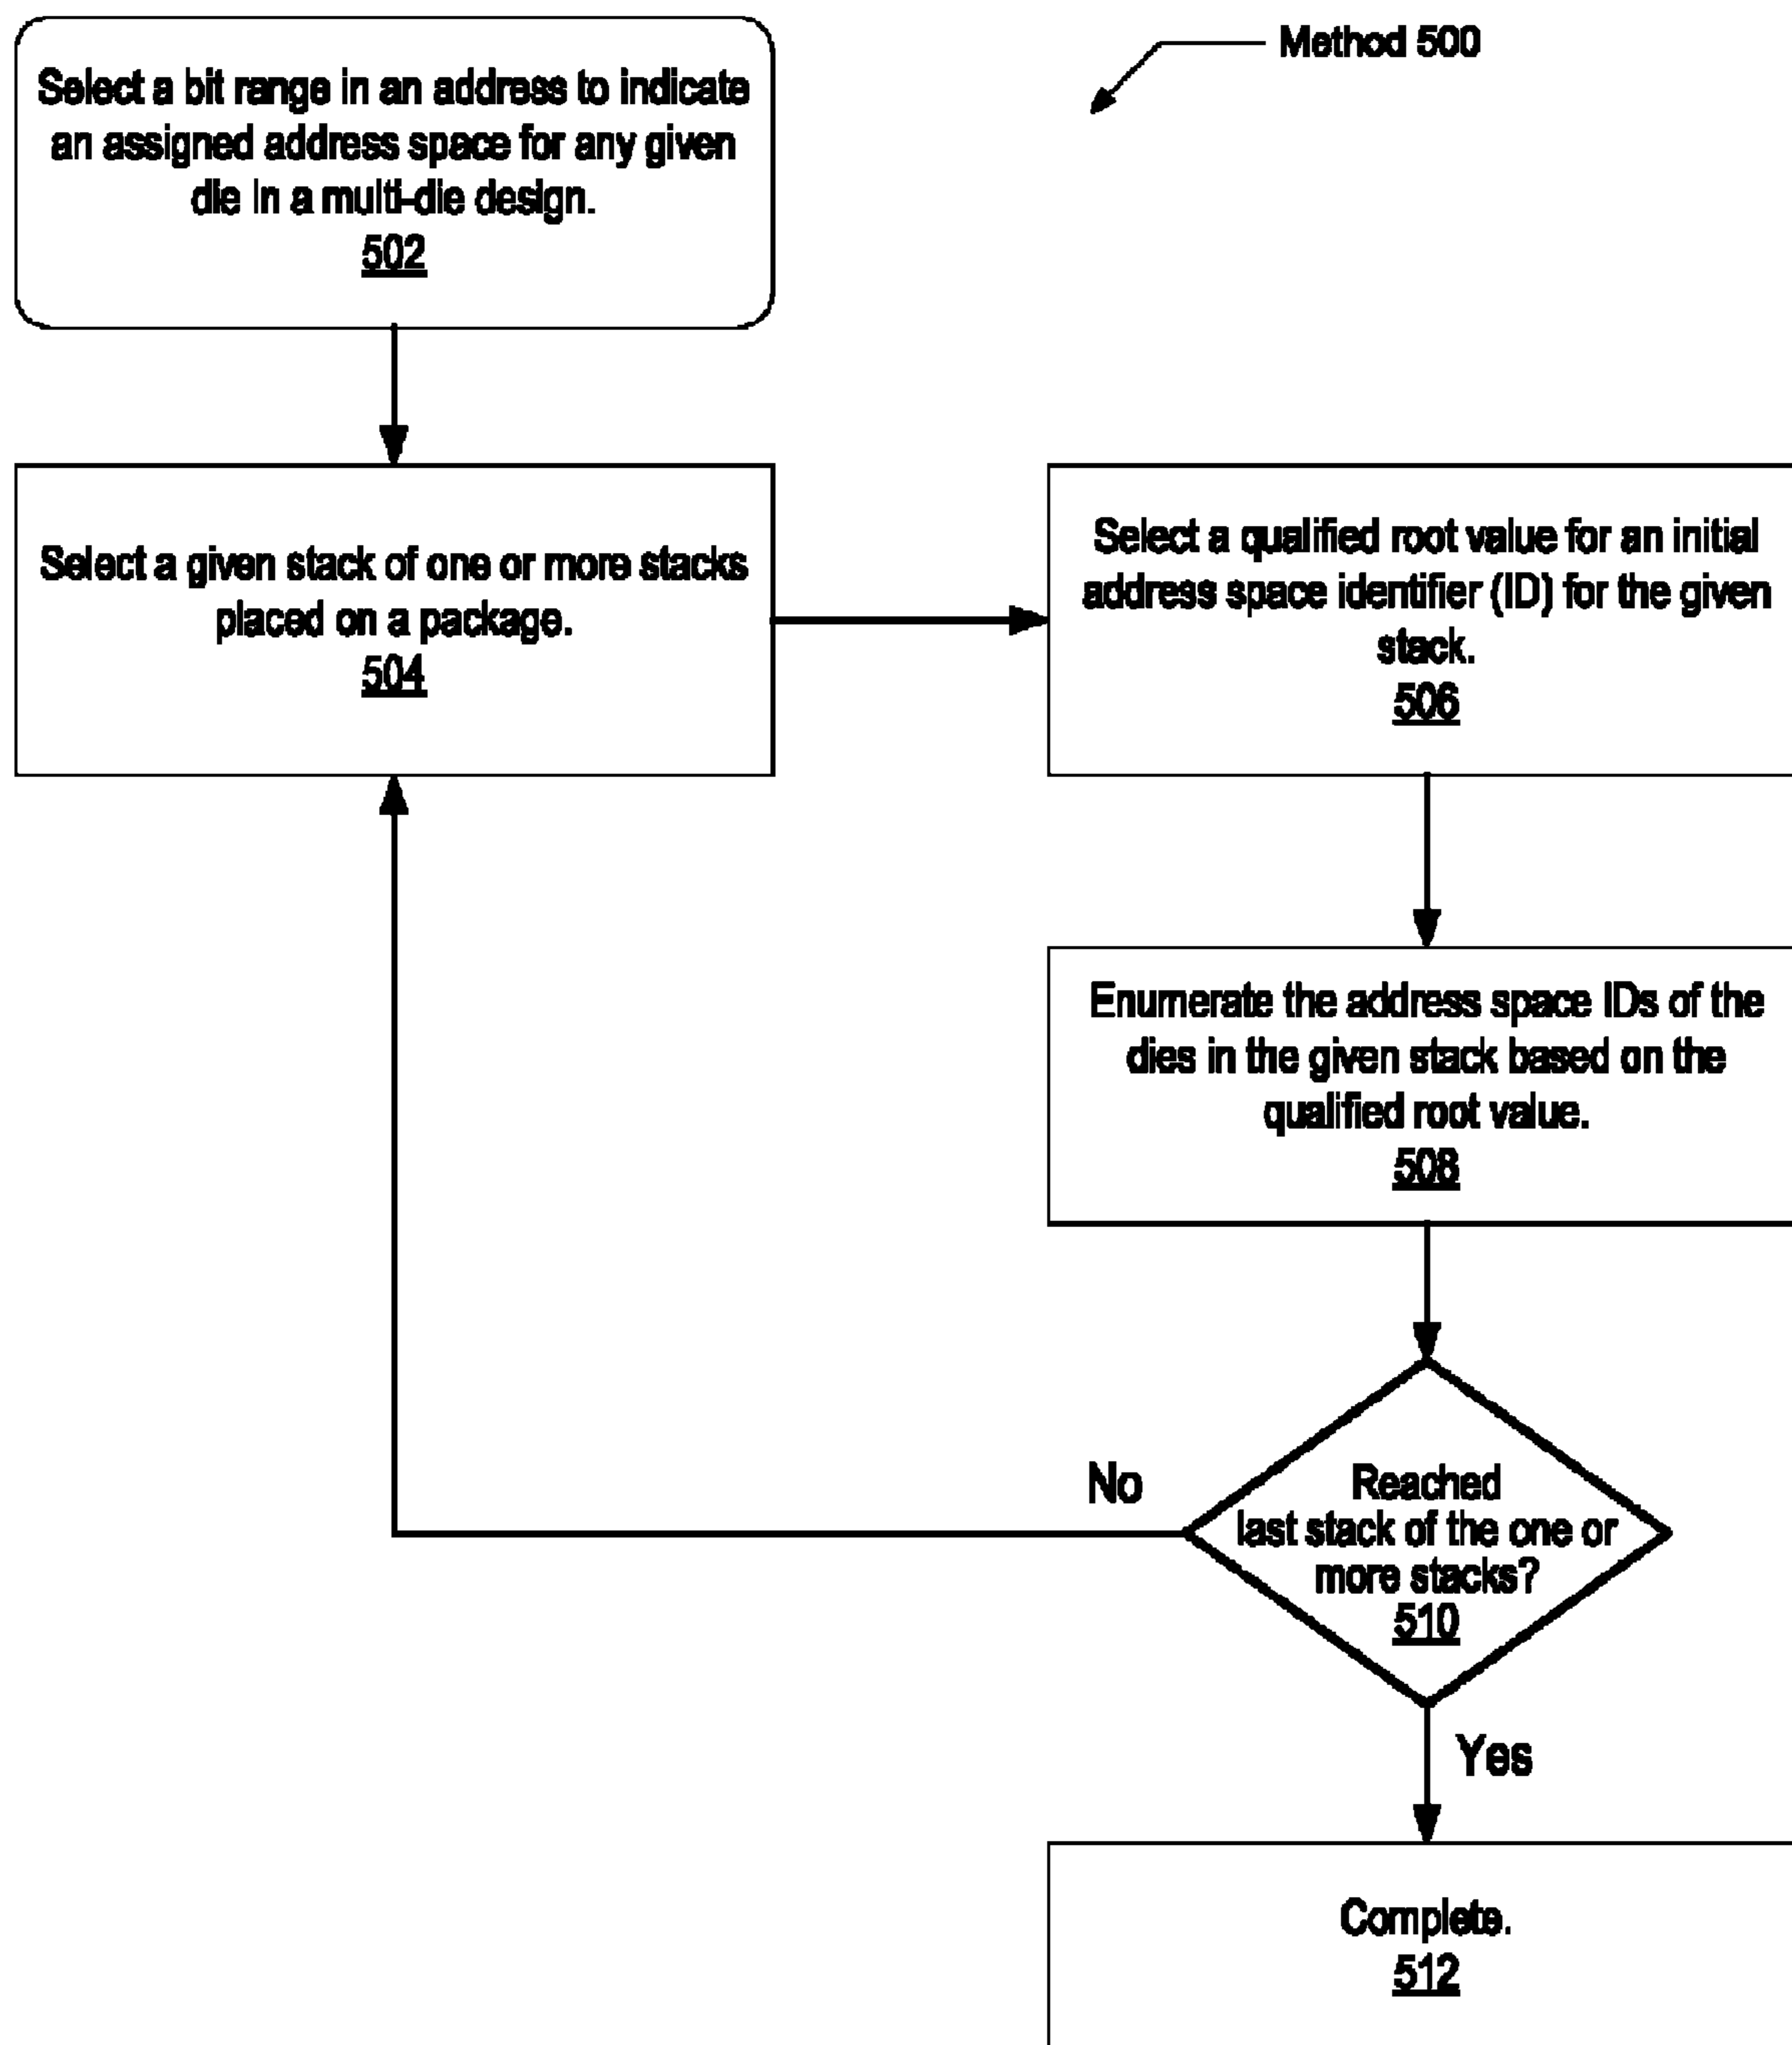 Method 500
Select a bit range in an address to indicate
an assigned address space for any given
die in a multi-die design.
502
Select a given stack of one or more stacks
placed on a package.
504
Select a qualified root value for an initial
address space identifier (ID) for the given
stack.
506
Enumerate the address space IDs of the
dies in the given stack based on the
qualified root value.
508
No
Reached
last stack of the one or
more stacks?
510
Yes
Complete.
512